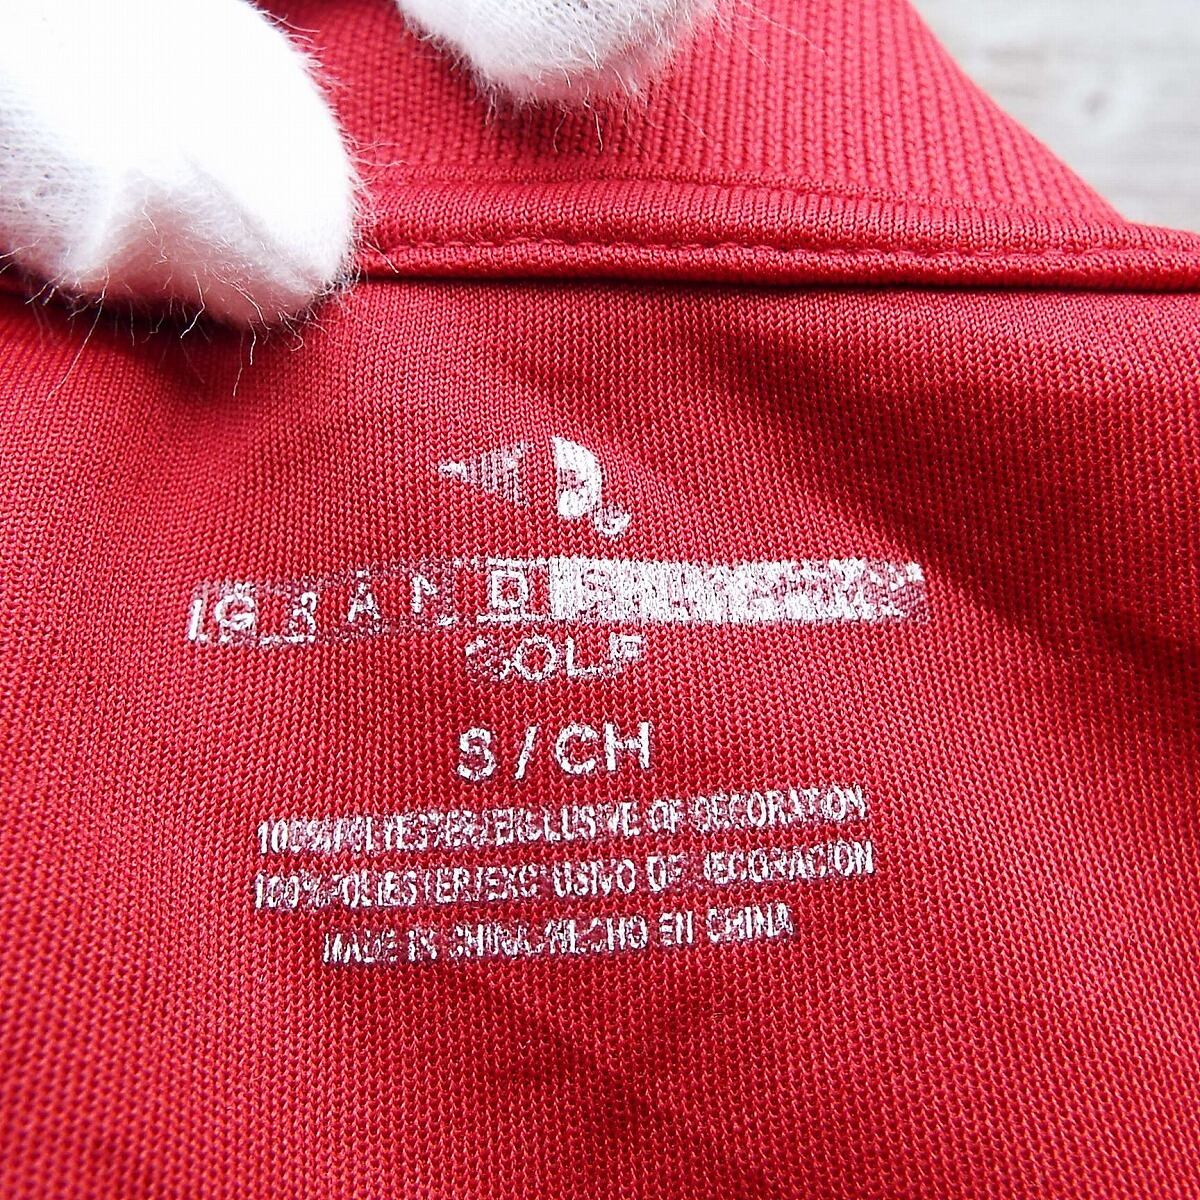 GRAND SLAM
GOLF
S / CH
100% POLYESTER/EXCLUSIVE OF DECORATION
100% POLIESTER/EXCLUSIVO DE DECORACION
MADE IN CHINA/HECHO EN CHINA